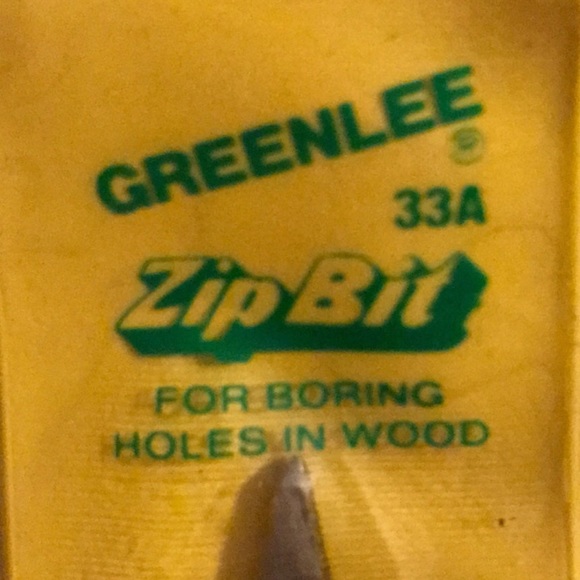 GREENLEE
®
33A
Zip Bit
FOR BORING
HOLES IN WOOD